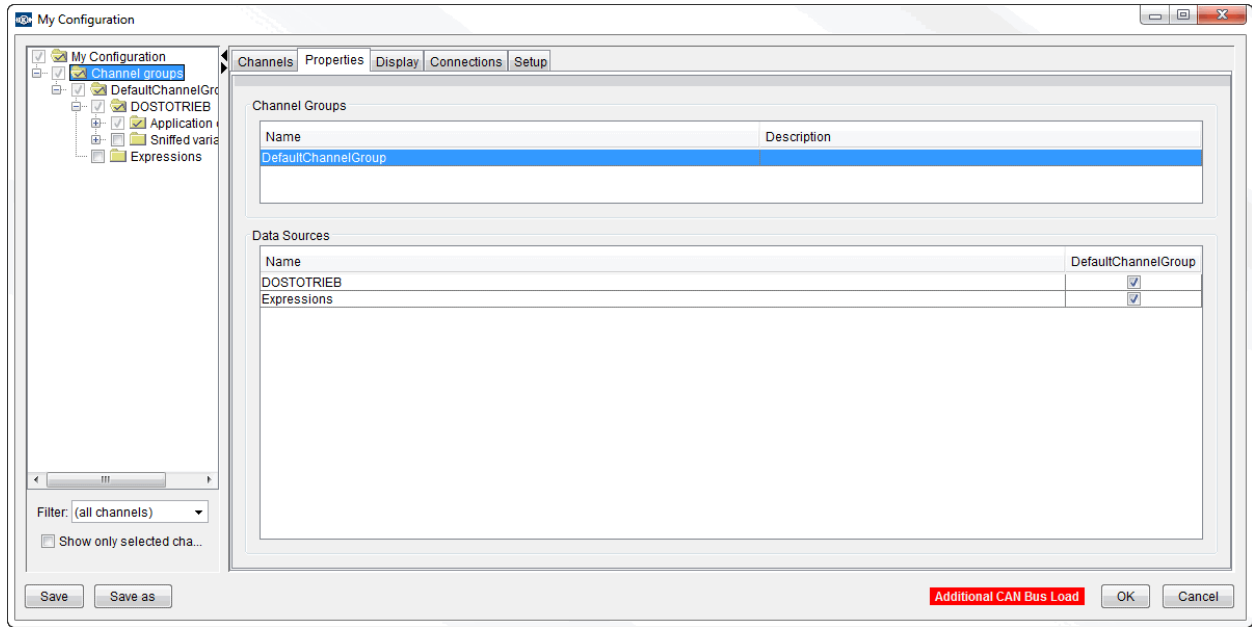 My Configuration
My Configuration
Channel groups
DefaultChannelGro
DOSTOTRIEB
Application
Sniffed varia
Expressions
Filter: (all channels)
Show only selected cha...
Channels Properties Display Connections Setup
Channel Groups
Name Description
DefaultChannelGroup
Data Sources
Name DefaultChannelGroup
DOSTOTRIEB
Expressions
Save Save as Additional CAN Bus Load OK Cancel